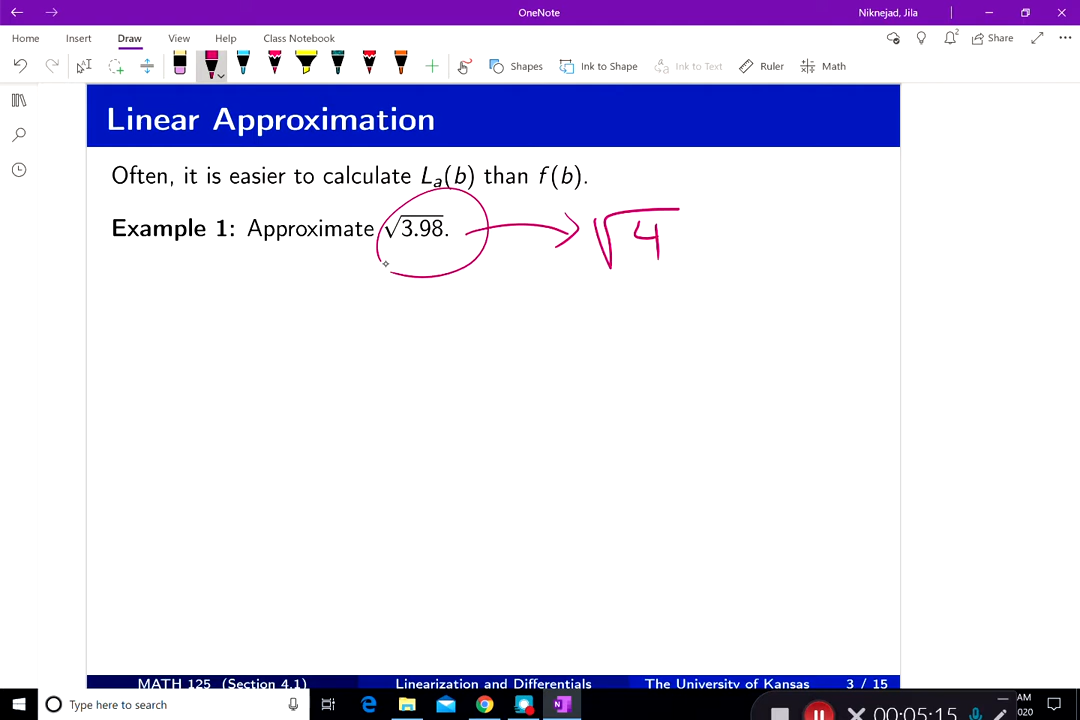 OneNote
Niknejad, Jila
Home Insert Draw View Help Class Notebook
2
Share
Shapes Ink to Shape Ink to Text Ruler Math
Linear Approximation
Often, it is easier to calculate Lₐ(b) than f(b).
Example 1: Approximate √3.98. → √4
MATH 125 (Section 4.1) Linearization and Differentials The University of Kansas 3 / 15
Type here to search
00:05:15
AM
020